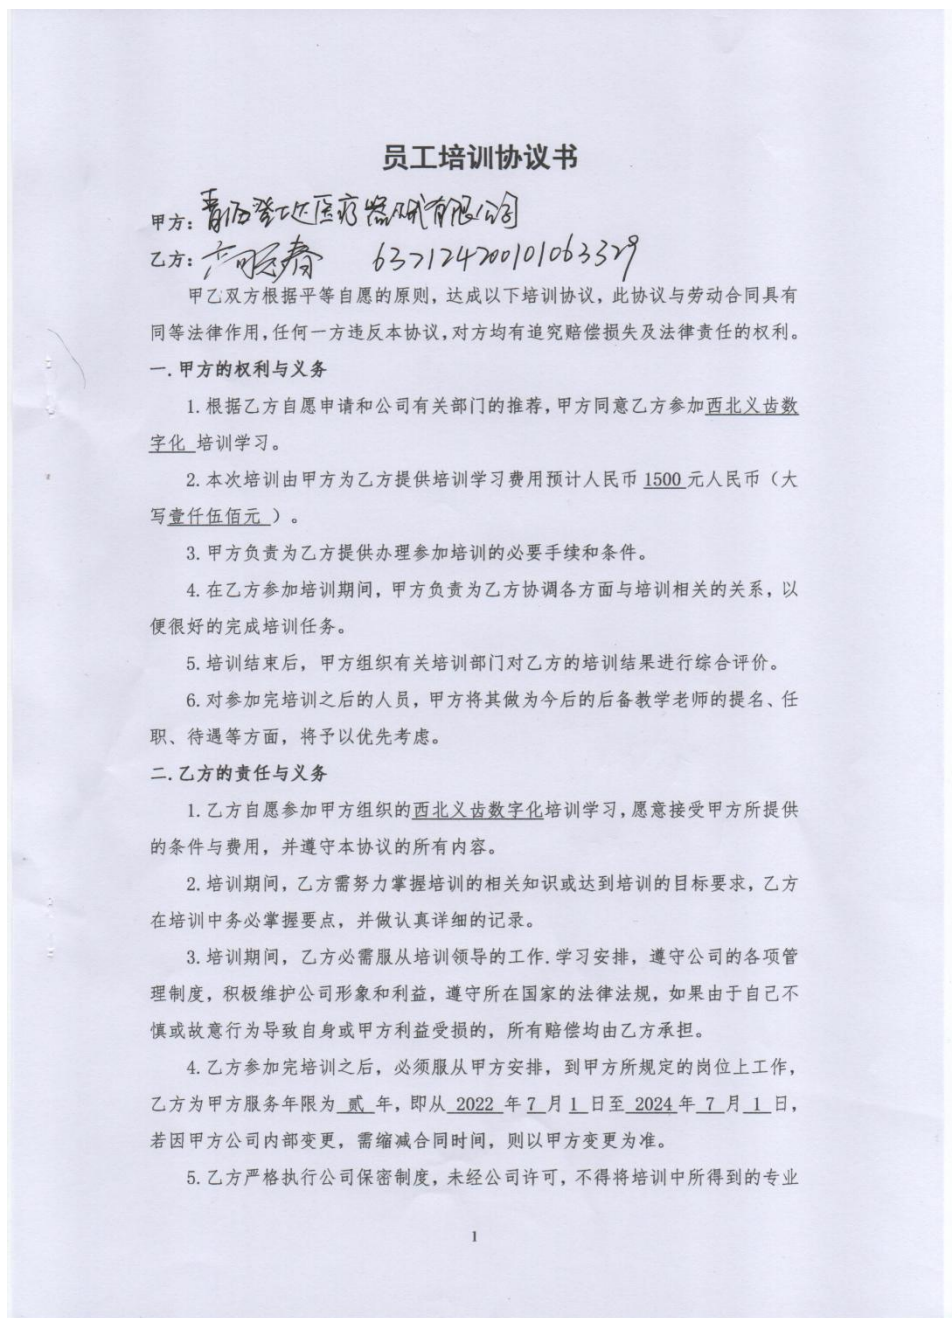 员工培训协议书
甲方:青海登士达医疗器械有限公司
乙方: 春 632124200101063329
甲乙双方根据平等自愿的原则,达成以下培训协议,此协议与劳动合同具有
同等法律作用,任何一方违反本协议,对方均有追究赔偿损失及法律责任的权利。
一.甲方的权利与义务
1.根据乙方自愿申请和公司有关部门的推荐,甲方同意乙方参加西北义齿数
字化 培训学习。
2.本次培训由甲方为乙方提供培训学习费用预计人民币 1500 元人民币(大
写壹仟伍佰元 )。
3.甲方负责为乙方提供办理参加培训的必要手续和条件。
4.在乙方参加培训期间,甲方负责为乙方协调各方面与培训相关的关系,以
便很好的完成培训任务。
5.培训结束后,甲方组织有关培训部门对乙方的培训结果进行综合评价。
6.对参加完培训之后的人员,甲方将其做为今后的后备教学老师的提名、任
职、待遇等方面,将予以优先考虑。
二.乙方的责任与义务
1.乙方自愿参加甲方组织的西北义齿数字化培训学习,愿意接受甲方所提供
的条件与费用,并遵守本协议的所有内容。
2.培训期间,乙方需努力掌握培训的相关知识或达到培训的目标要求,乙方
在培训中务必掌握要点,并做认真详细的记录。
3.培训期间,乙方必需服从培训领导的工作.学习安排,遵守公司的各项管
理制度,积极维护公司形象和利益,遵守所在国家的法律法规,如果由于自己不
慎或故意行为导致自身或甲方利益受损的,所有赔偿均由乙方承担。
4.乙方参加完培训之后,必须服从甲方安排,到甲方所规定的岗位上工作,
乙方为甲方服务年限为 贰 年,即从 2022 年 7 月 1 日至 2024 年 7 月 1 日,
若因甲方公司内部变更,需缩减合同时间,则以甲方变更为准。
5.乙方严格执行公司保密制度,未经公司许可,不得将培训中所得到的专业
1